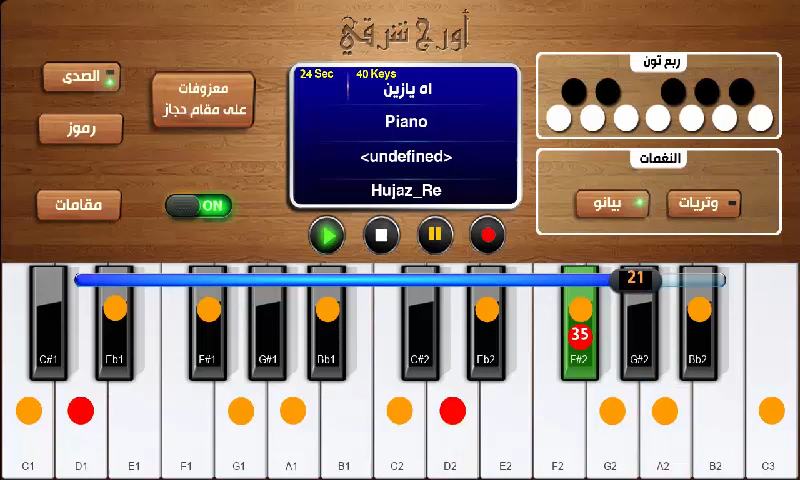 أورج شرقي
الصدى
معزوفات
على مقام حجاز
رموز
مقامات
ON
24 Sec 40 Keys
اه يازين
Piano
<undefined>
Hujaz_Re
ربع تون
النغمات
بيانو
وتريات
21
35
C#1 Eb1 F#1 G#1 Bb1 C#2 Eb2 F#2 G#2 Bb2
C1 D1 E1 F1 G1 A1 B1 C2 D2 E2 F2 G2 A2 B2 C3